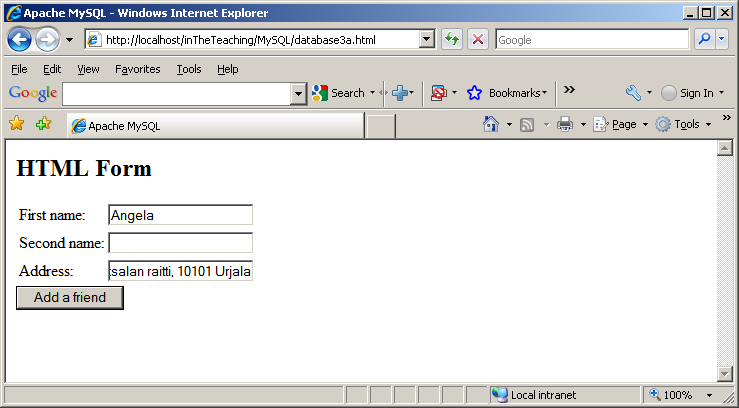 Apache MySQL - Windows Internet Explorer
http://localhost/inTheTeaching/MySQL/database3a.html
Google
File Edit View Favorites Tools Help
Google Search Bookmarks Sign In
Apache MySQL Page Tools
HTML Form
First name: Angela
Second name:
Address: salan raitti, 10101 Urjala
Add a friend
Local intranet 100%